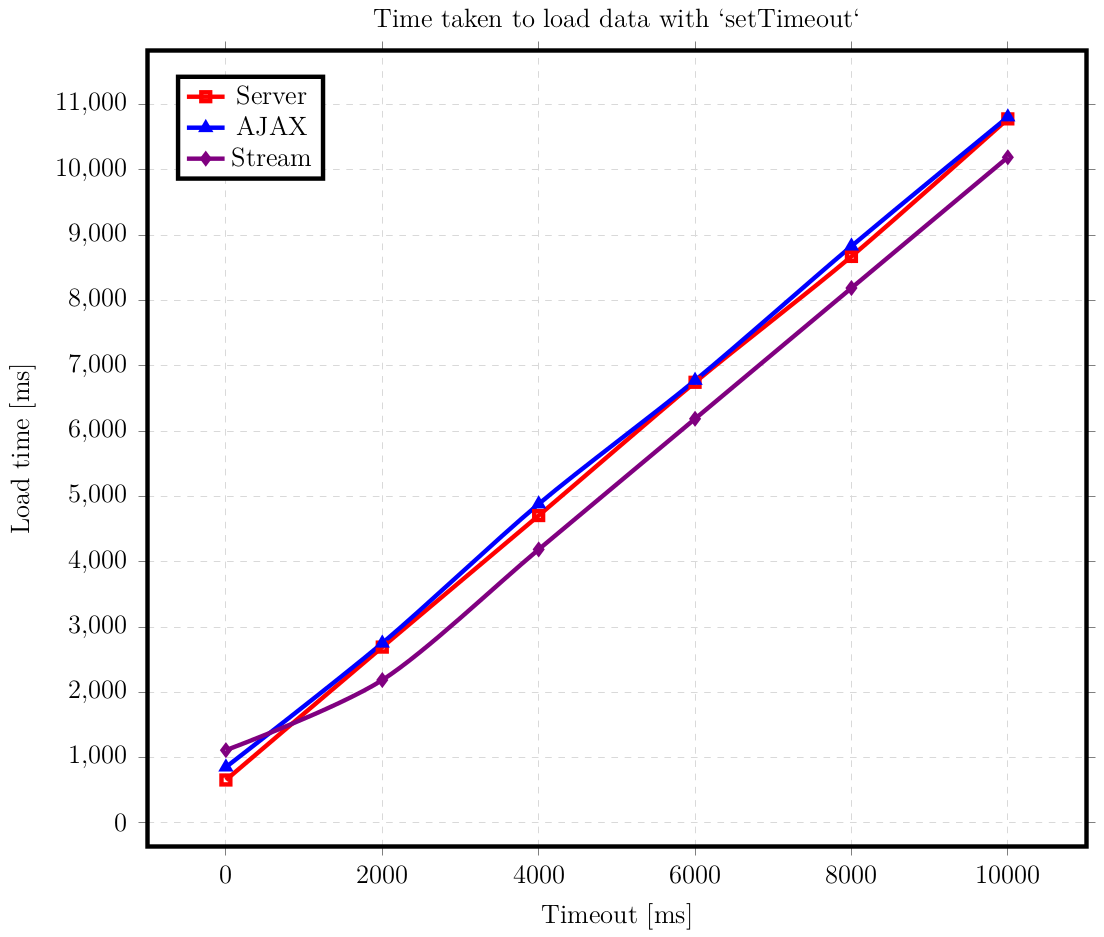 Time taken to load data with ‘setTimeout‘
Server
AJAX
Stream
11,000
10,000
9,000
8,000
7,000
6,000
5,000
4,000
3,000
2,000
1,000
0
Load time [ms]
0 2000 4000 6000 8000 10000
Timeout [ms]